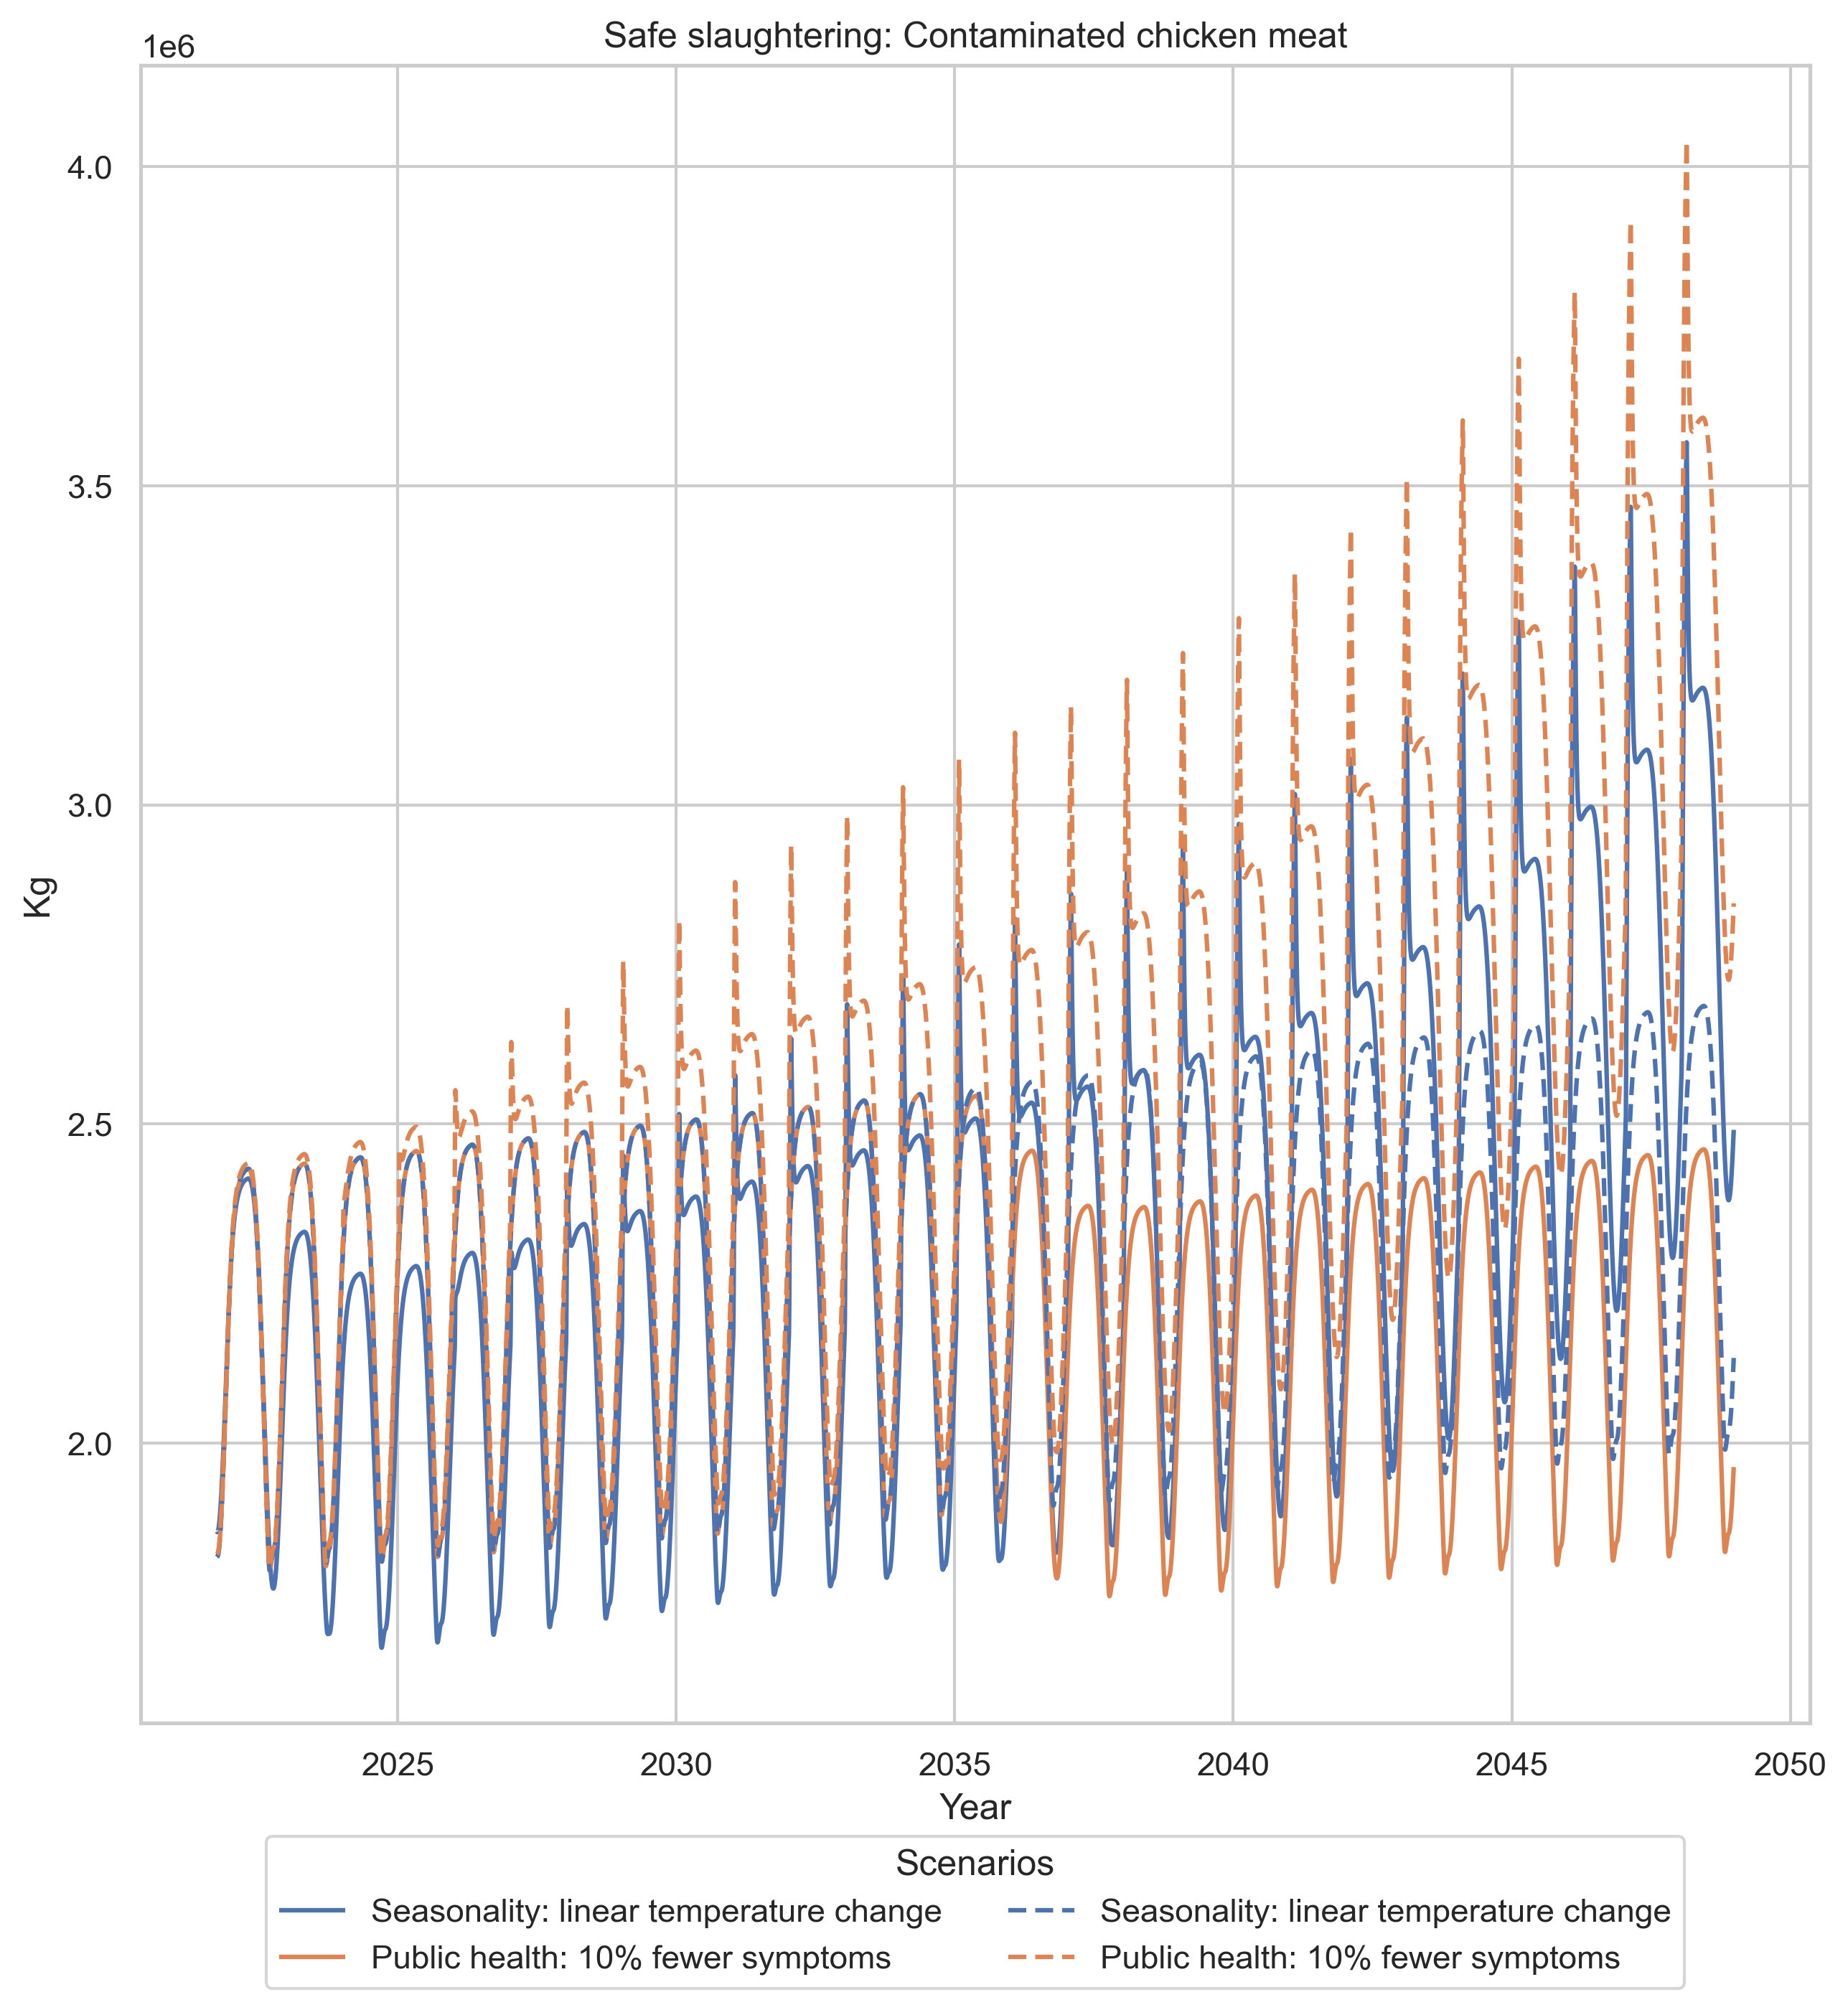 Safe slaughtering: Contaminated chicken meat
1e6
4.0
3.5
3.0
2.5
2.0
Kg
2025 2030 2035 2040 2045 2050
Year
Scenarios
Seasonality: linear temperature change Seasonality: linear temperature change
Public health: 10% fewer symptoms Public health: 10% fewer symptoms